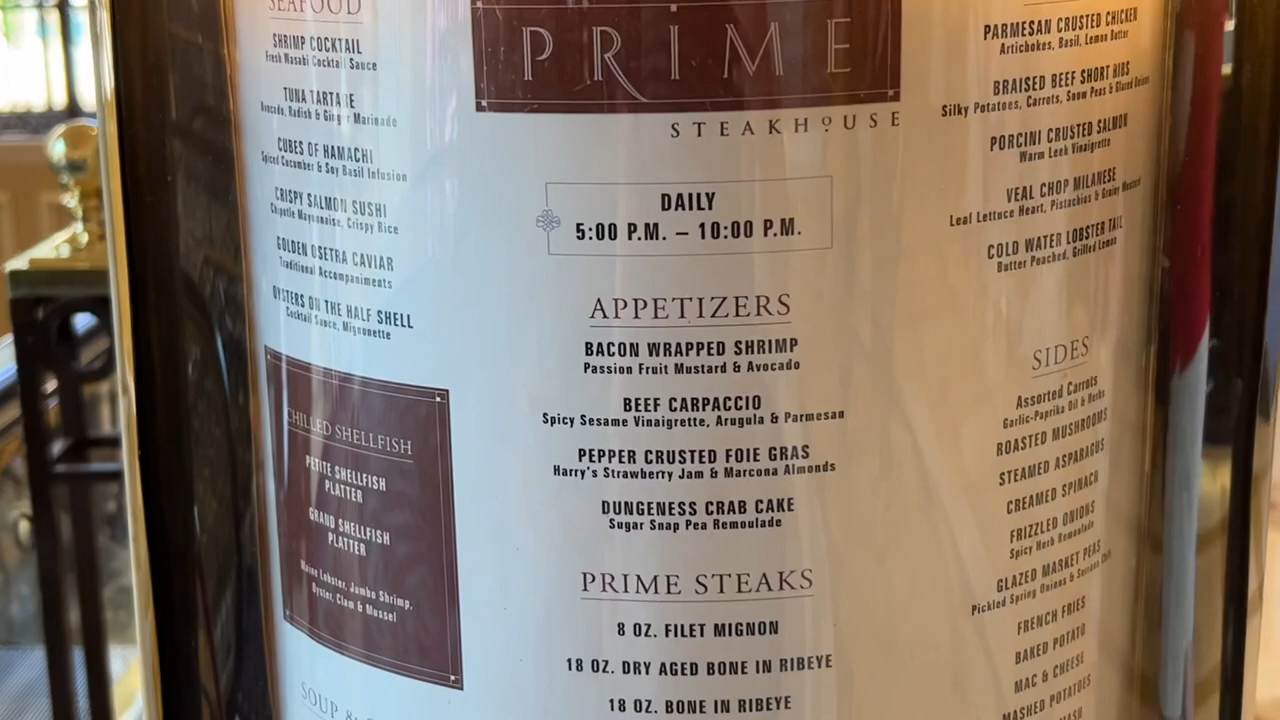 SEAFOOD
SHRIMP COCKTAIL
Fresh Wasabi Cocktail Sauce
TUNA TARTARE
Avocado, Radish & Ginger Marinade
CUBES OF HAMACHI
Spiced Cucumber & Soy Basil Infusion
CRISPY SALMON SUSHI
Chipotle Mayonnaise, Crispy Rice
GOLDEN OSETRA CAVIAR
Traditional Accompaniments
OYSTERS ON THE HALF SHELL
Cocktail Sauce, Mignonette
CHILLED SHELLFISH
PETITE SHELLFISH
PLATTER
GRAND SHELLFISH
PLATTER
Maine Lobster, Jumbo Shrimp,
Oyster, Clam & Mussel
SOUP &
PRIME
STEAKHOUSE
DAILY
5:00 P.M. – 10:00 P.M.
APPETIZERS
BACON WRAPPED SHRIMP
Passion Fruit Mustard & Avocado
BEEF CARPACCIO
Spicy Sesame Vinaigrette, Arugula & Parmesan
PEPPER CRUSTED FOIE GRAS
Harry's Strawberry Jam & Marcona Almonds
DUNGENESS CRAB CAKE
Sugar Snap Pea Remoulade
PRIME STEAKS
8 OZ. FILET MIGNON
18 OZ. DRY AGED BONE IN RIBEYE
18 OZ. BONE IN RIBEYE
PARMESAN CRUSTED CHICKEN
Artichokes, Basil, Lemon Butter
BRAISED BEEF SHORT RIBS
Silky Potatoes, Carrots, Snow Peas & Glazed Onions
PORCINI CRUSTED SALMON
Warm Leek Vinaigrette
VEAL CHOP MILANESE
Leaf Lettuce Heart, Pistachios & Grainy Mustard
COLD WATER LOBSTER TAIL
Butter Poached, Grilled Lemon
SIDES
Assorted Carrots
Garlic-Paprika Oil & Herbs
ROASTED MUSHROOMS
STEAMED ASPARAGUS
CREAMED SPINACH
FRIZZLED ONIONS
Spicy Herb Remoulade
GLAZED MARKET PEAS
Pickled Spring Onions & Serrano Chili
FRENCH FRIES
BAKED POTATO
MAC & CHEESE
MASHED POTATOES